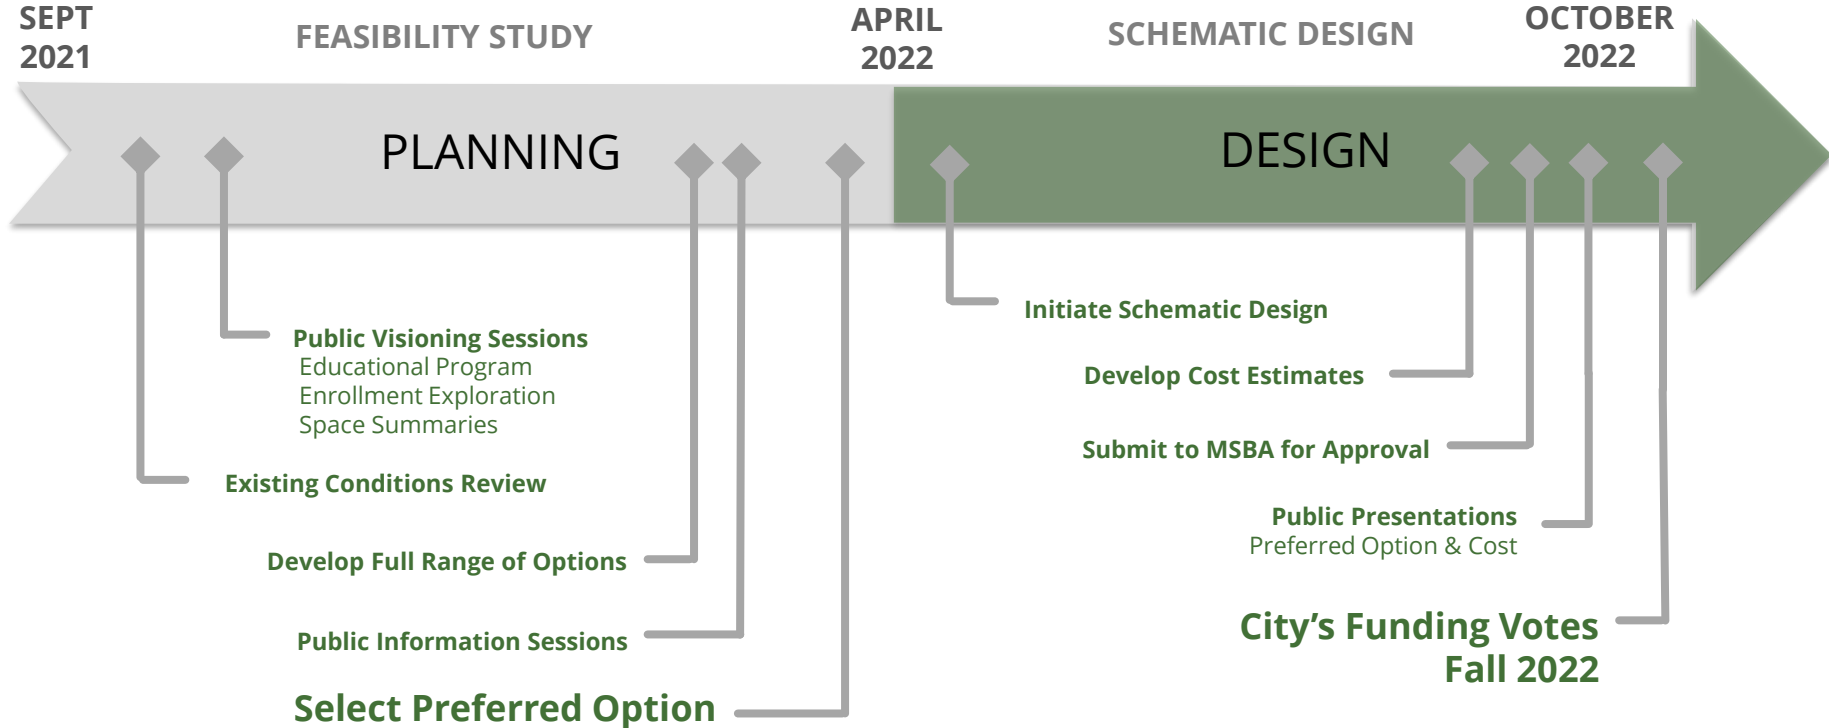 SEPT
2021
FEASIBILITY STUDY
APRIL
2022
SCHEMATIC DESIGN
OCTOBER
2022
PLANNING
DESIGN
Public Visioning Sessions
Educational Program
Enrollment Exploration
Space Summaries
Existing Conditions Review
Develop Full Range of Options
Public Information Sessions
Select Preferred Option
Initiate Schematic Design
Develop Cost Estimates
Submit to MSBA for Approval
Public Presentations
Preferred Option & Cost
City’s Funding Votes
Fall 2022